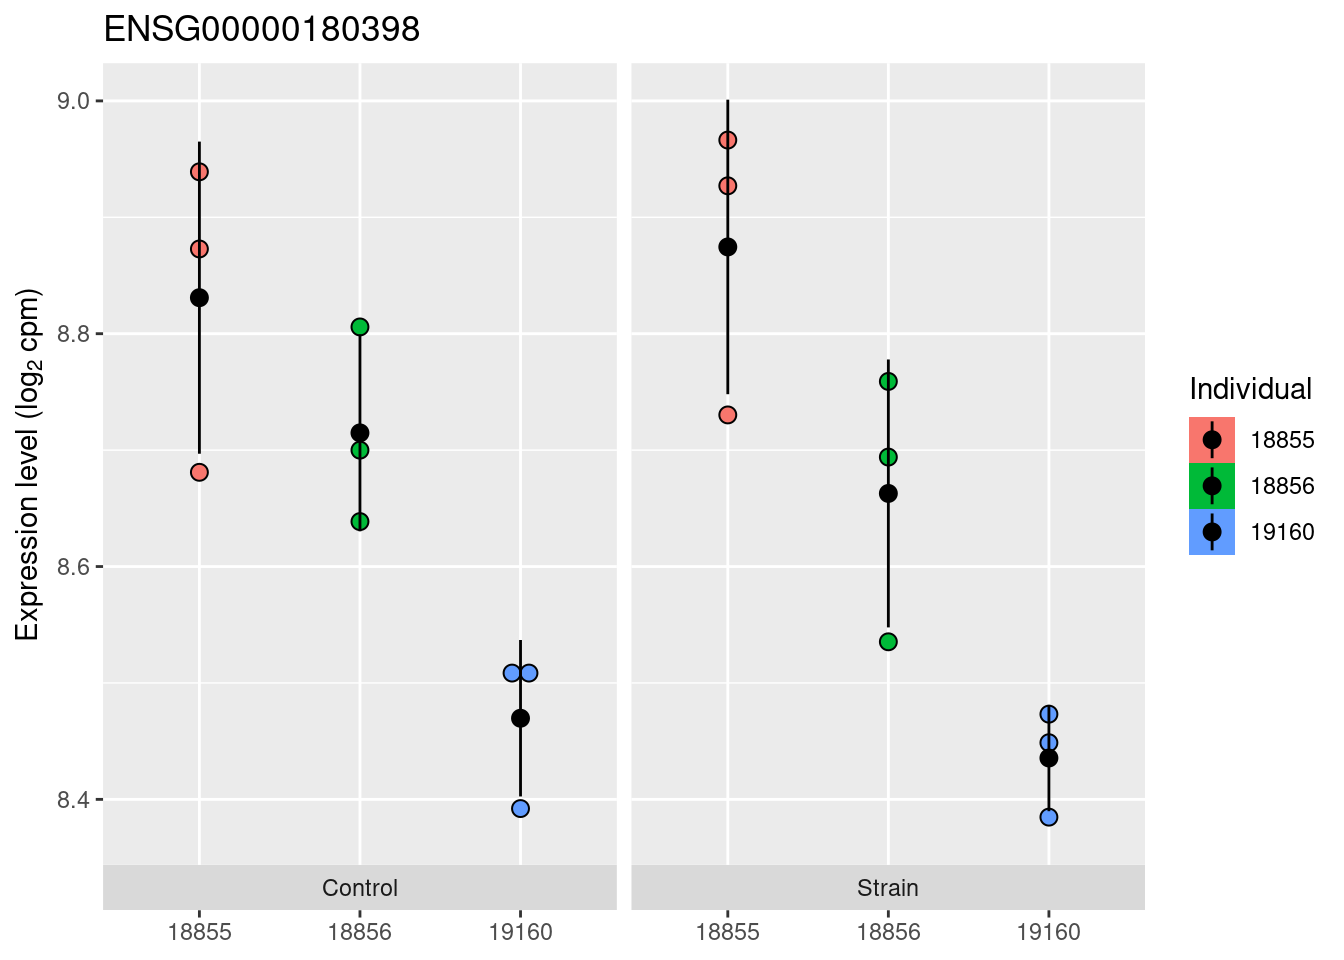 ENSG00000180398
Expression level (log2 cpm)
9.0
8.8
8.6
8.4
Control
Strain
18855
18856
19160
18855
18856
19160
Individual
18855
18856
19160